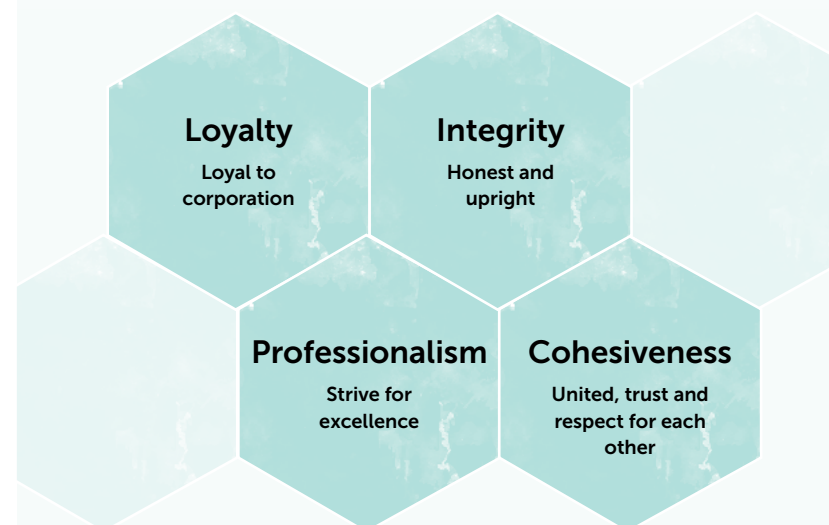 Loyalty
Loyal to
corporation
Integrity
Honest and
upright
Professionalism
Strive for
excellence
Cohesiveness
United, trust and
respect for each
other